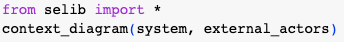 from selib import *
context_diagram(system, external_actors)